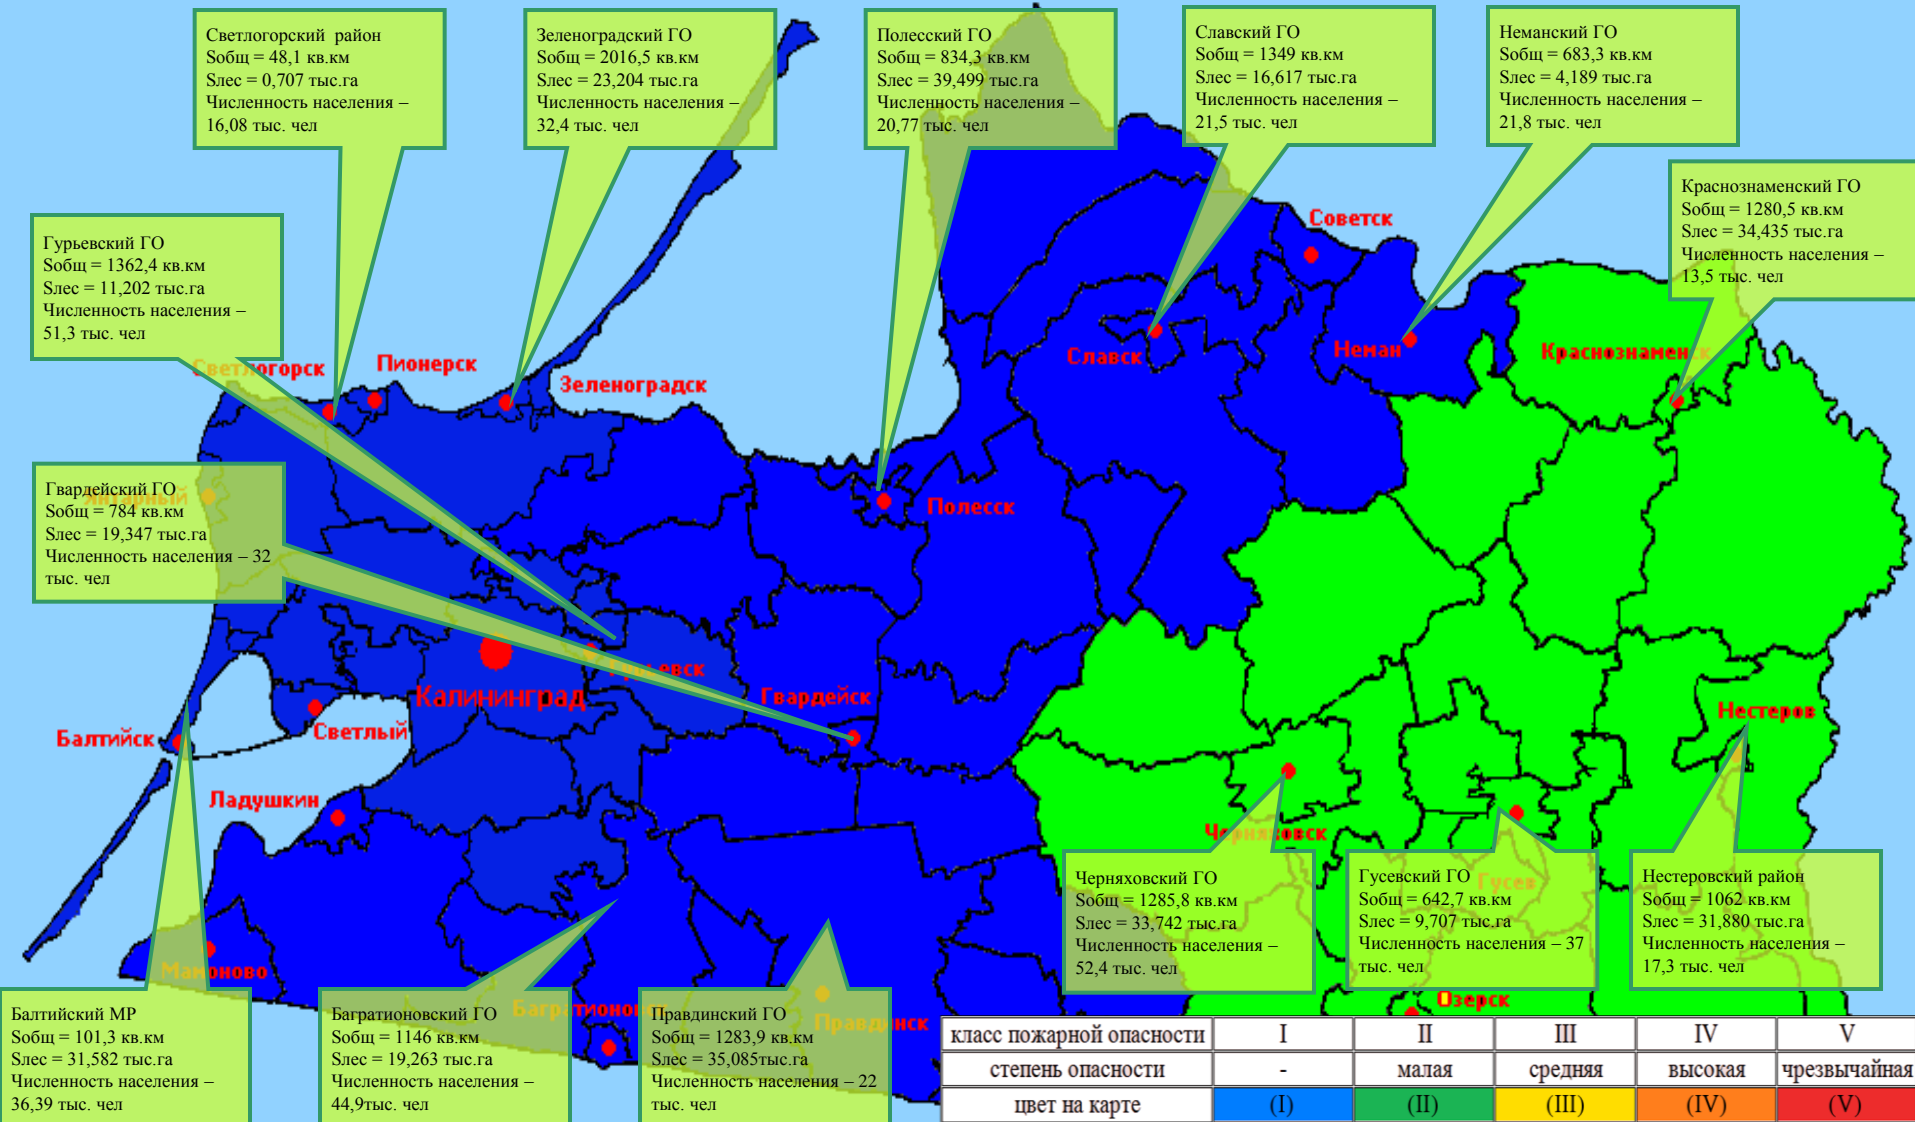 Светлогорский район
Sобщ = 48,1 кв.км
Sлес = 0,707 тыс.га
Численность населения –
16,08 тыс. чел
Зеленоградский ГО
Sобщ = 2016,5 кв.км
Sлес = 23,204 тыс.га
Численность населения –
32,4 тыс. чел
Полесский ГО
Sобщ = 834,3 кв.км
Sлес = 39,499 тыс.га
Численность населения –
20,77 тыс. чел
Славский ГО
Sобщ = 1349 кв.км
Sлес = 16,617 тыс.га
Численность населения –
21,5 тыс. чел
Неманский ГО
Sобщ = 683,3 кв.км
Sлес = 4,189 тыс.га
Численность населения –
21,8 тыс. чел
Краснознаменский ГО
Sобщ = 1280,5 кв.км
Sлес = 34,435 тыс.га
Численность населения –
13,5 тыс. чел
Гурьевский ГО
Sобщ = 1362,4 кв.км
Sлес = 11,202 тыс.га
Численность населения –
51,3 тыс. чел
Советск
Светлогорск
Пионерск
Зеленоградск
Славск
Неман
Краснознаменск
Гвардейский ГО
Sобщ = 784 кв.км
Sлес = 19,347 тыс.га
Численность населения – 32
тыс. чел
Янтарный
Полесск
Гурьевск
Калининград
Гвардейск
Нестеров
Балтийск
Светлый
Ладушкин
Черняховск
Гусев
Мамоново
Багратионовск
Правдинск
Озерск
Черняховский ГО
Sобщ = 1285,8 кв.км
Sлес = 33,742 тыс.га
Численность населения –
52,4 тыс. чел
Гусевский ГО
Sобщ = 642,7 кв.км
Sлес = 9,707 тыс.га
Численность населения – 37
тыс. чел
Нестеровский район
Sобщ = 1062 кв.км
Sлес = 31,880 тыс.га
Численность населения –
17,3 тыс. чел
Балтийский МР
Sобщ = 101,3 кв.км
Sлес = 31,582 тыс.га
Численность населения –
36,39 тыс. чел
Багратионовский ГО
Sобщ = 1146 кв.км
Sлес = 19,263 тыс.га
Численность населения –
44,9тыс. чел
Правдинский ГО
Sобщ = 1283,9 кв.км
Sлес = 35,085тыс.га
Численность населения – 22
тыс. чел
класс пожарной опасности I II III IV V
степень опасности - малая средняя высокая чрезвычайная
цвет на карте (I) (II) (III) (IV) (V)